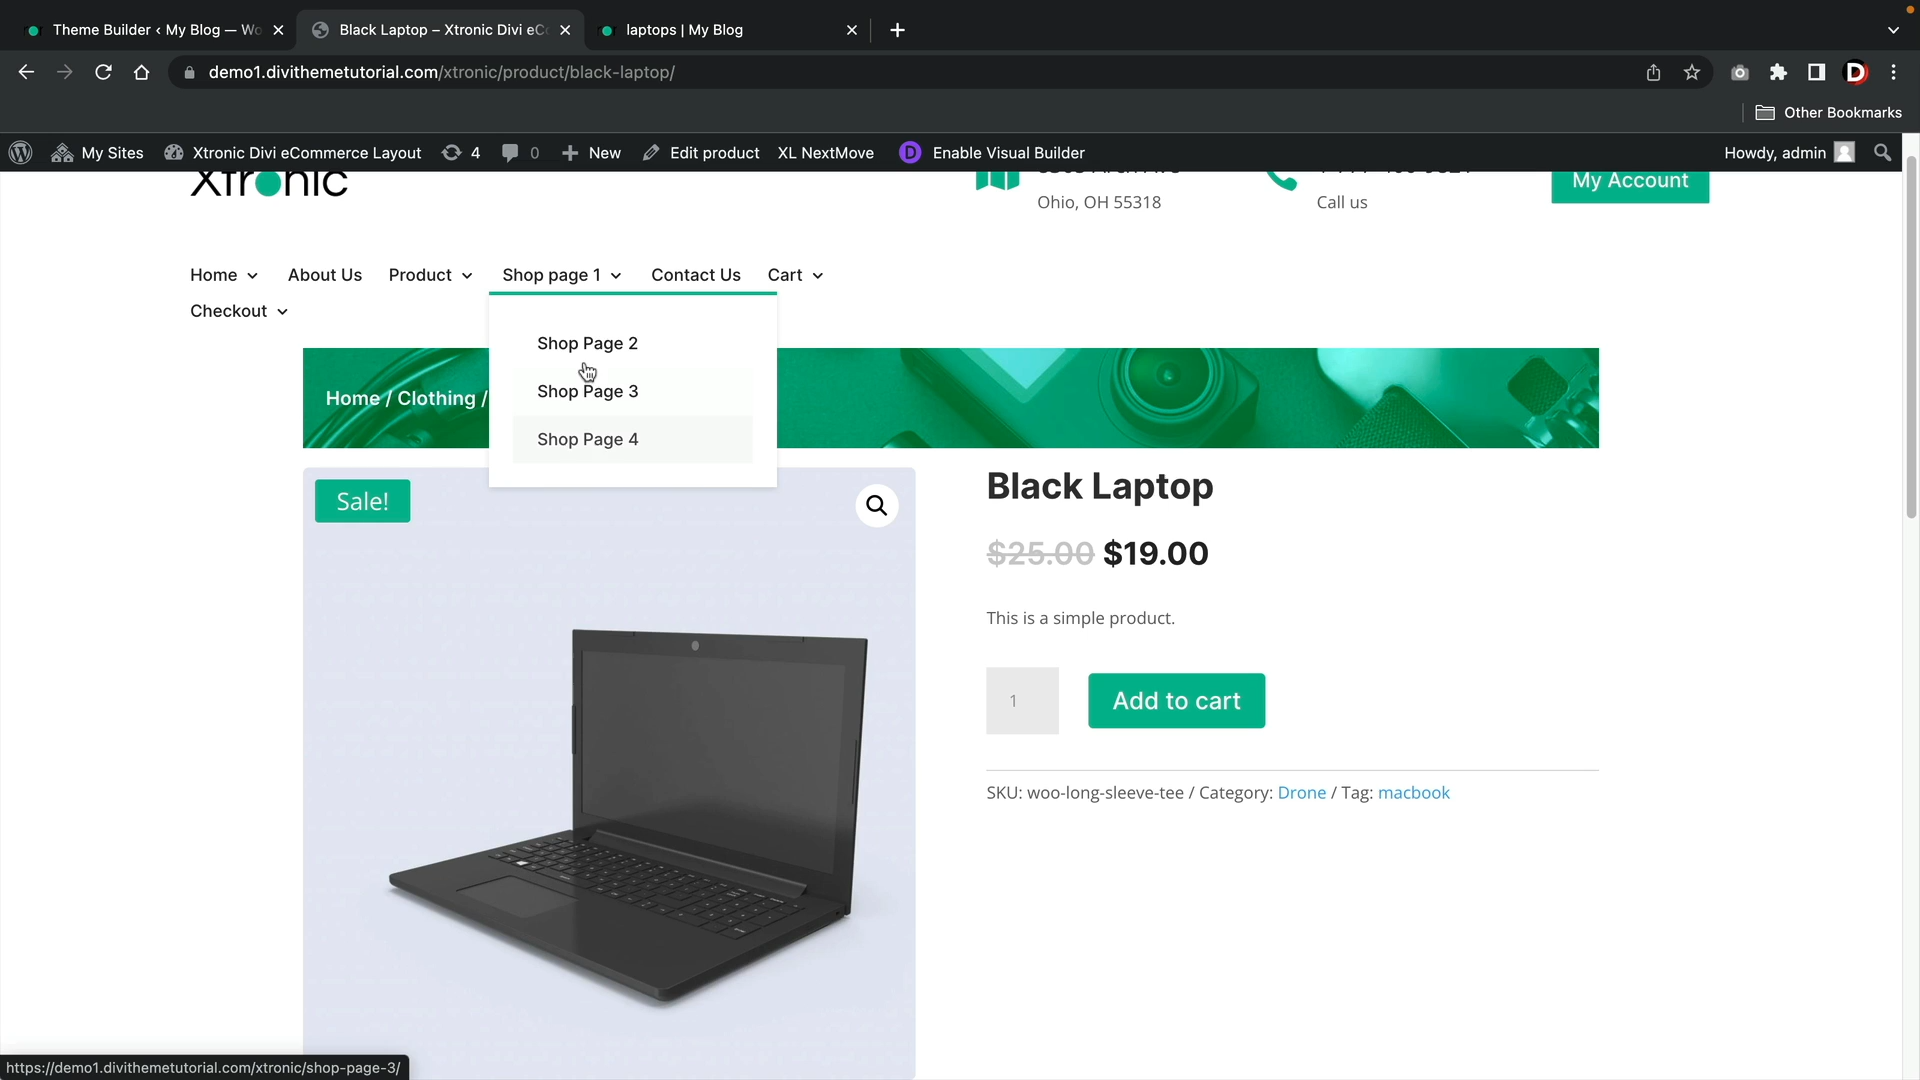 Theme Builder ‹ My Blog — Wo
Black Laptop – Xtronic Divi eC
laptops | My Blog
demo1.divithemetutorial.com/xtronic/product/black-laptop/
Other Bookmarks
My Sites
Xtronic Divi eCommerce Layout
4
0
New
Edit product
XL NextMove
D
Enable Visual Builder
Howdy, admin
Xtronic
Ohio, OH 55318
Call us
My Account
Home
About Us
Product
Shop page 1
Contact Us
Cart
Checkout
Shop Page 2
Shop Page 3
Shop Page 4
Home / Clothing /
Sale!
Black Laptop
$25.00 $19.00
This is a simple product.
1
Add to cart
SKU: woo-long-sleeve-tee / Category: Drone / Tag: macbook
https://demo1.divithemetutorial.com/xtronic/shop-page-3/